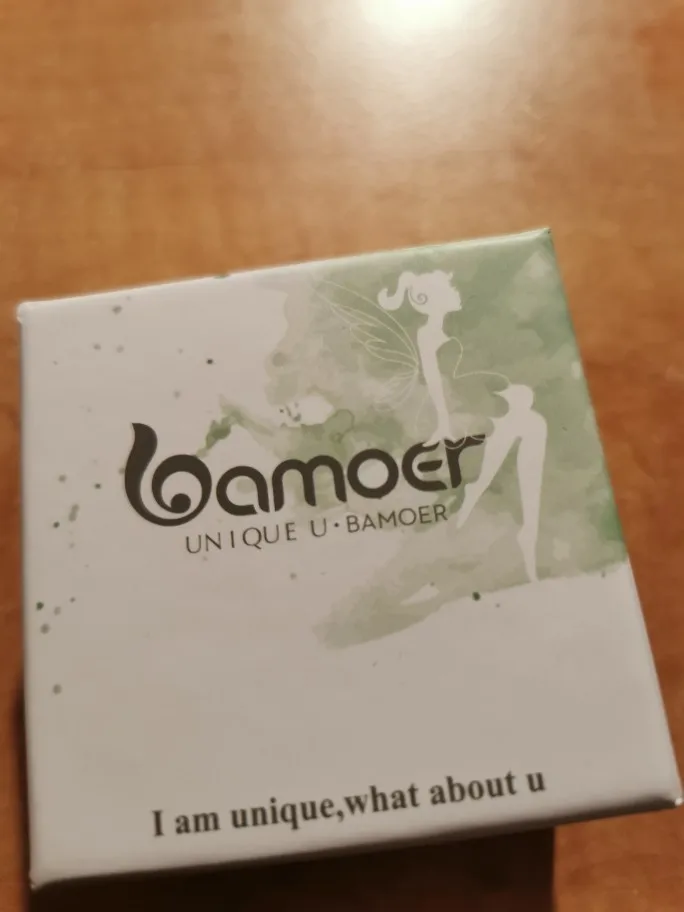 bamoer
UNIQUE U·BAMOER
I am unique,what about u